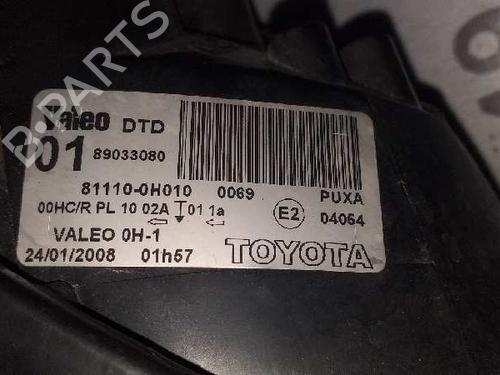 Valeo DTD
01 89033080
81110-0H010 0069 PUXA
00HC/R PL 10 02A T 01 1a E2 04064
VALEO 0H-1
24/01/2008 01h57 TOYOTA
B-PARTS